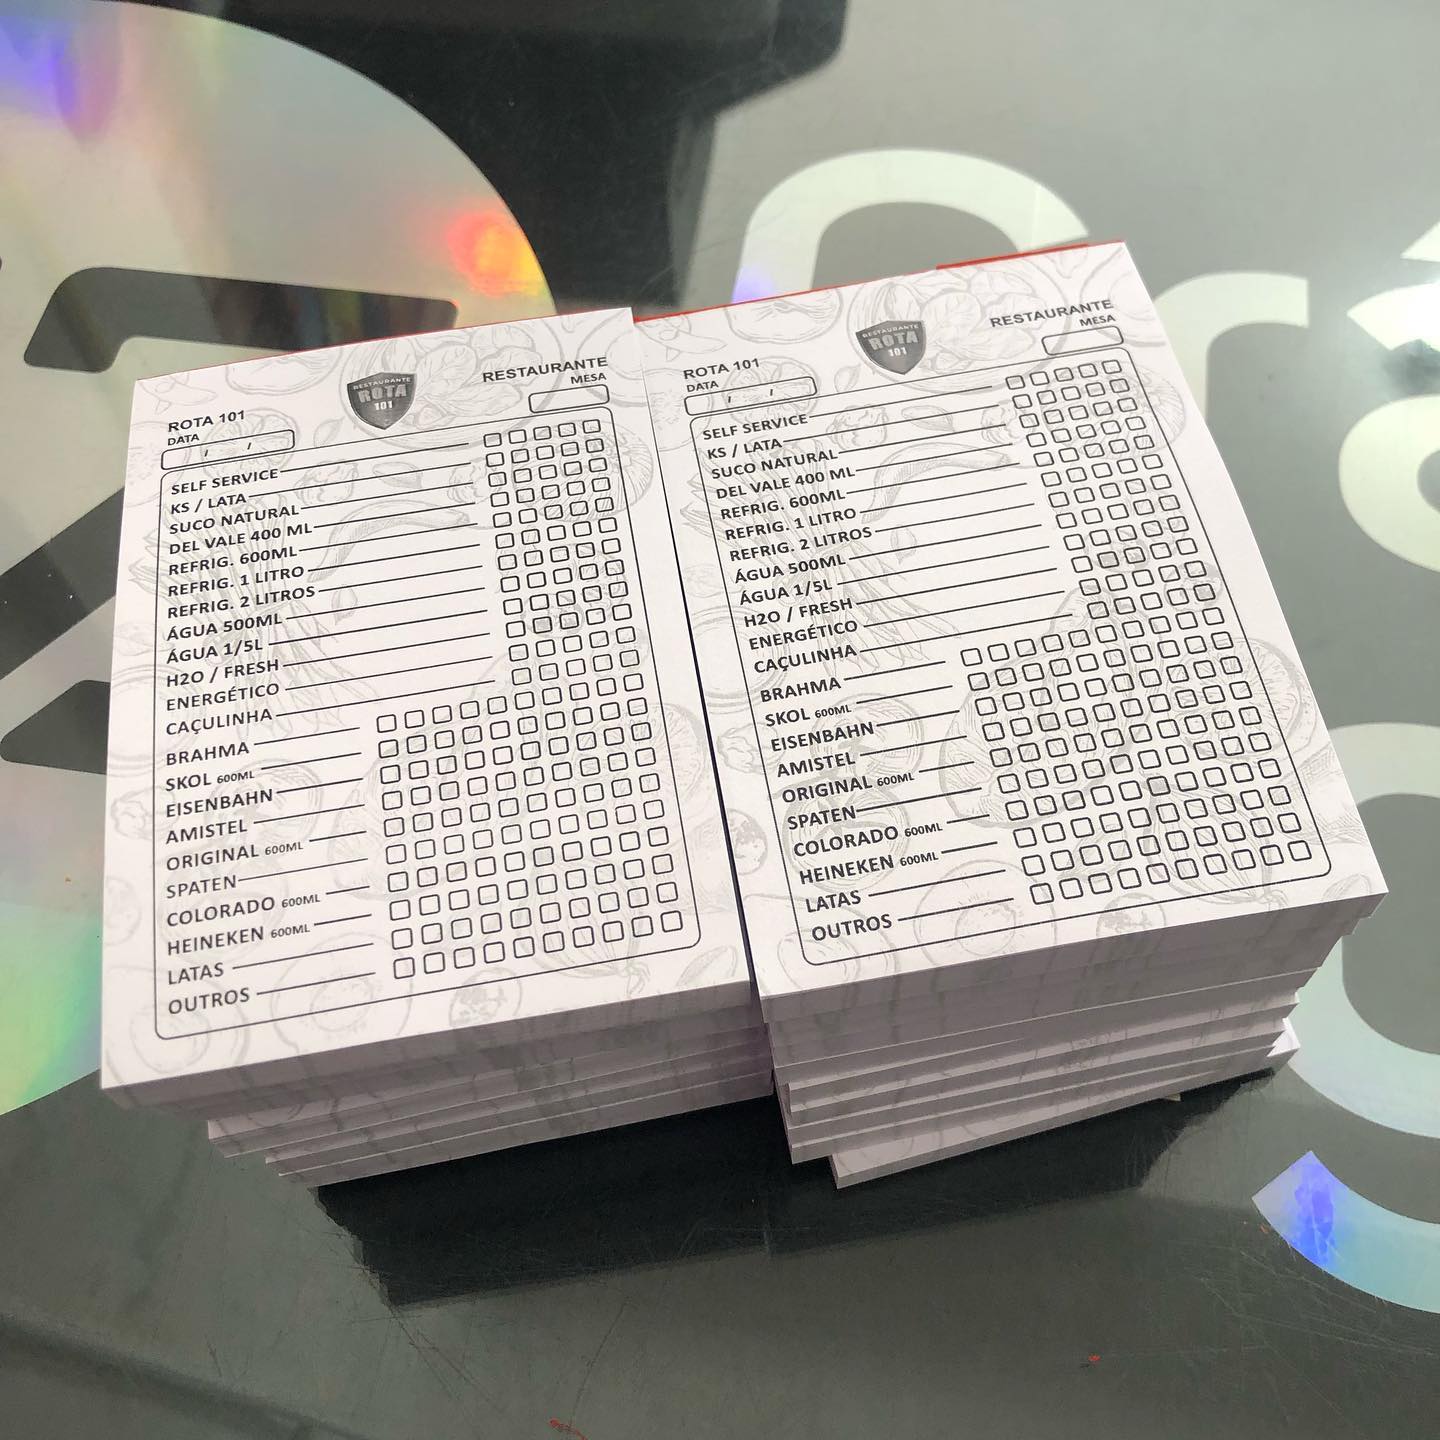 ROTA 101
RESTAURANTE
ROTA
101
RESTAURANTE
DATA
MESA
/ /
SELF SERVICE
KS / LATA
SUCO NATURAL
DEL VALE 400 ML
REFRIG. 600ML
REFRIG. 1 LITRO
REFRIG. 2 LITROS
ÁGUA 500ML
ÁGUA 1/5L
H2O / FRESH
ENERGÉTICO
CAÇULINHA
BRAHMA
SKOL 600ML
EISENBAHN
AMISTEL
ORIGINAL 600ML
SPATEN
COLORADO 600ML
HEINEKEN 600ML
LATAS
OUTROS
ROTA 101
RESTAURANTE
ROTA
101
RESTAURANTE
DATA
MESA
/ /
SELF SERVICE
KS / LATA
SUCO NATURAL
DEL VALE 400 ML
REFRIG. 600ML
REFRIG. 1 LITRO
REFRIG. 2 LITROS
ÁGUA 500ML
ÁGUA 1/5L
H2O / FRESH
ENERGÉTICO
CAÇULINHA
BRAHMA
SKOL 600ML
EISENBAHN
AMISTEL
ORIGINAL 600ML
SPATEN
COLORADO 600ML
HEINEKEN 600ML
LATAS
OUTROS